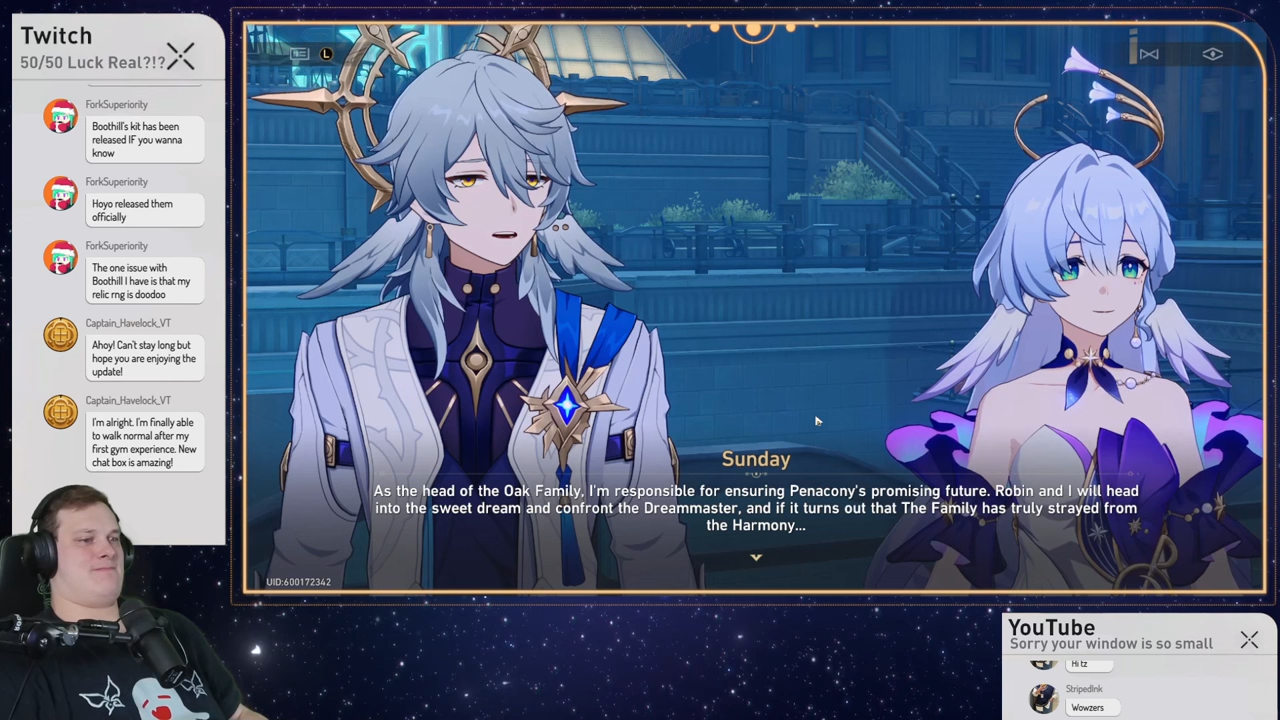 Twitch
50/50 Luck Real?!?
ForkSuperiority
Boothill's kit has been
released IF you wanna
know
ForkSuperiority
Hoyo released them
officially
ForkSuperiority
The one issue with
Boothill I have is that my
relic rng is doodoo
Captain_Havelock_VT
Ahoy! Can't stay long but
hope you are enjoying the
update!
Captain_Havelock_VT
I'm alright. I'm finally able
to walk normal after my
first gym experience. New
chat box is amazing!
L
Sunday
As the head of the Oak Family, I'm responsible for ensuring Penacony's promising future. Robin and I will head
into the sweet dream and confront the Dreammaster, and if it turns out that The Family has truly strayed from
the Harmony...
UID:600172342
YouTube
Sorry your window is so small
Hi tz
StripedInk
Wowzers